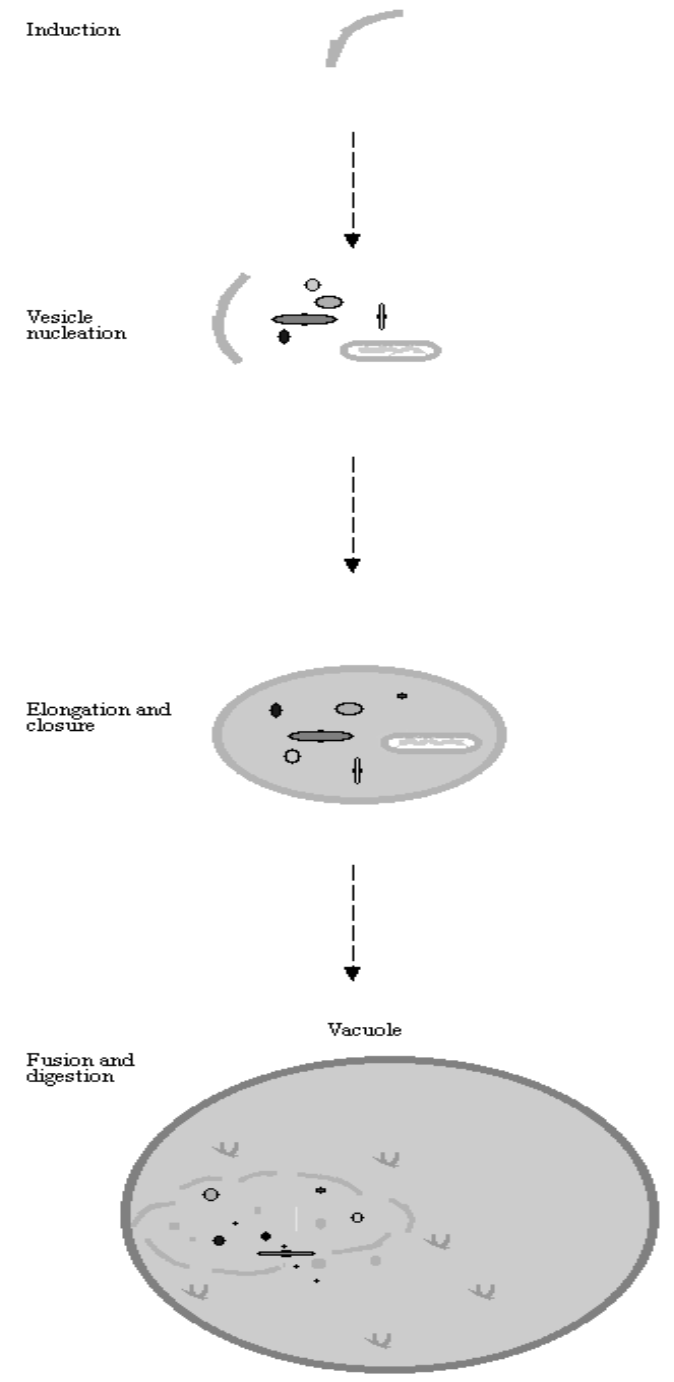 Induction
Vesicle
nucleation
Elongation and
closure
Vacuole
Fusion and
digestion